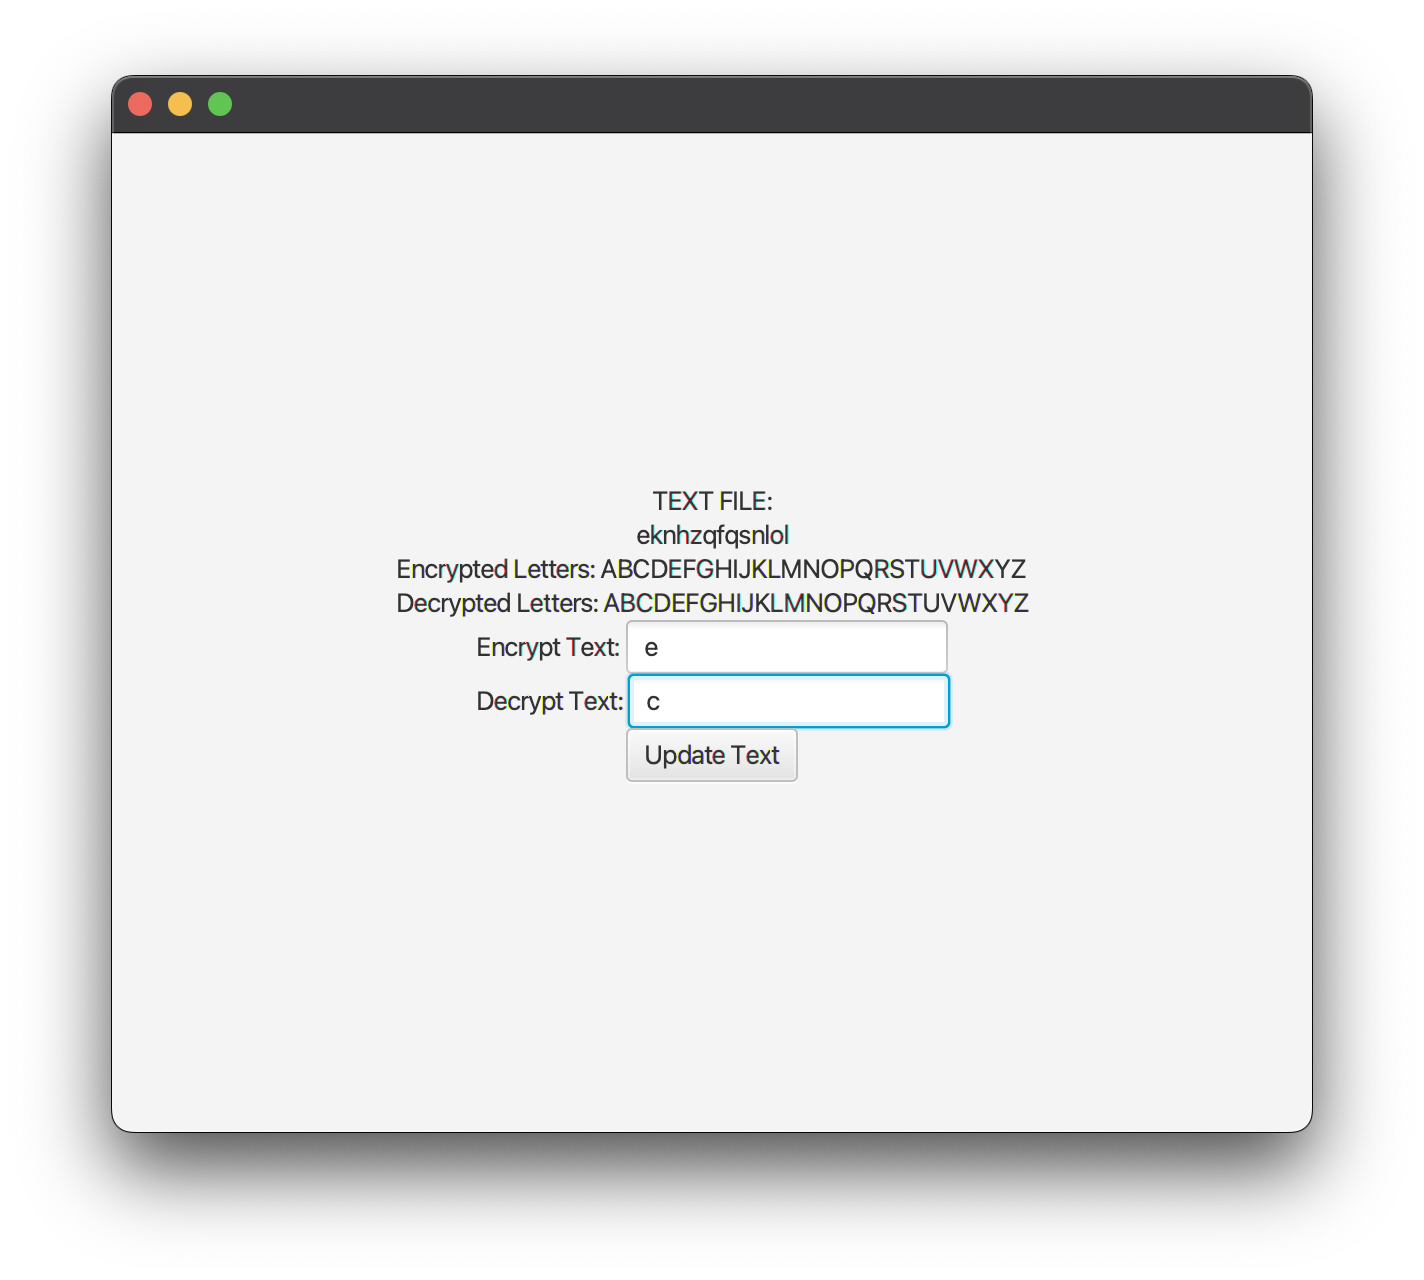 TEXT FILE:
eknhzqfqsnlol
Encrypted Letters: ABCDEFGHIJKLMNOPQRSTUVWXYZ
Decrypted Letters: ABCDEFGHIJKLMNOPQRSTUVWXYZ
Encrypt Text: e
Decrypt Text: c
Update Text